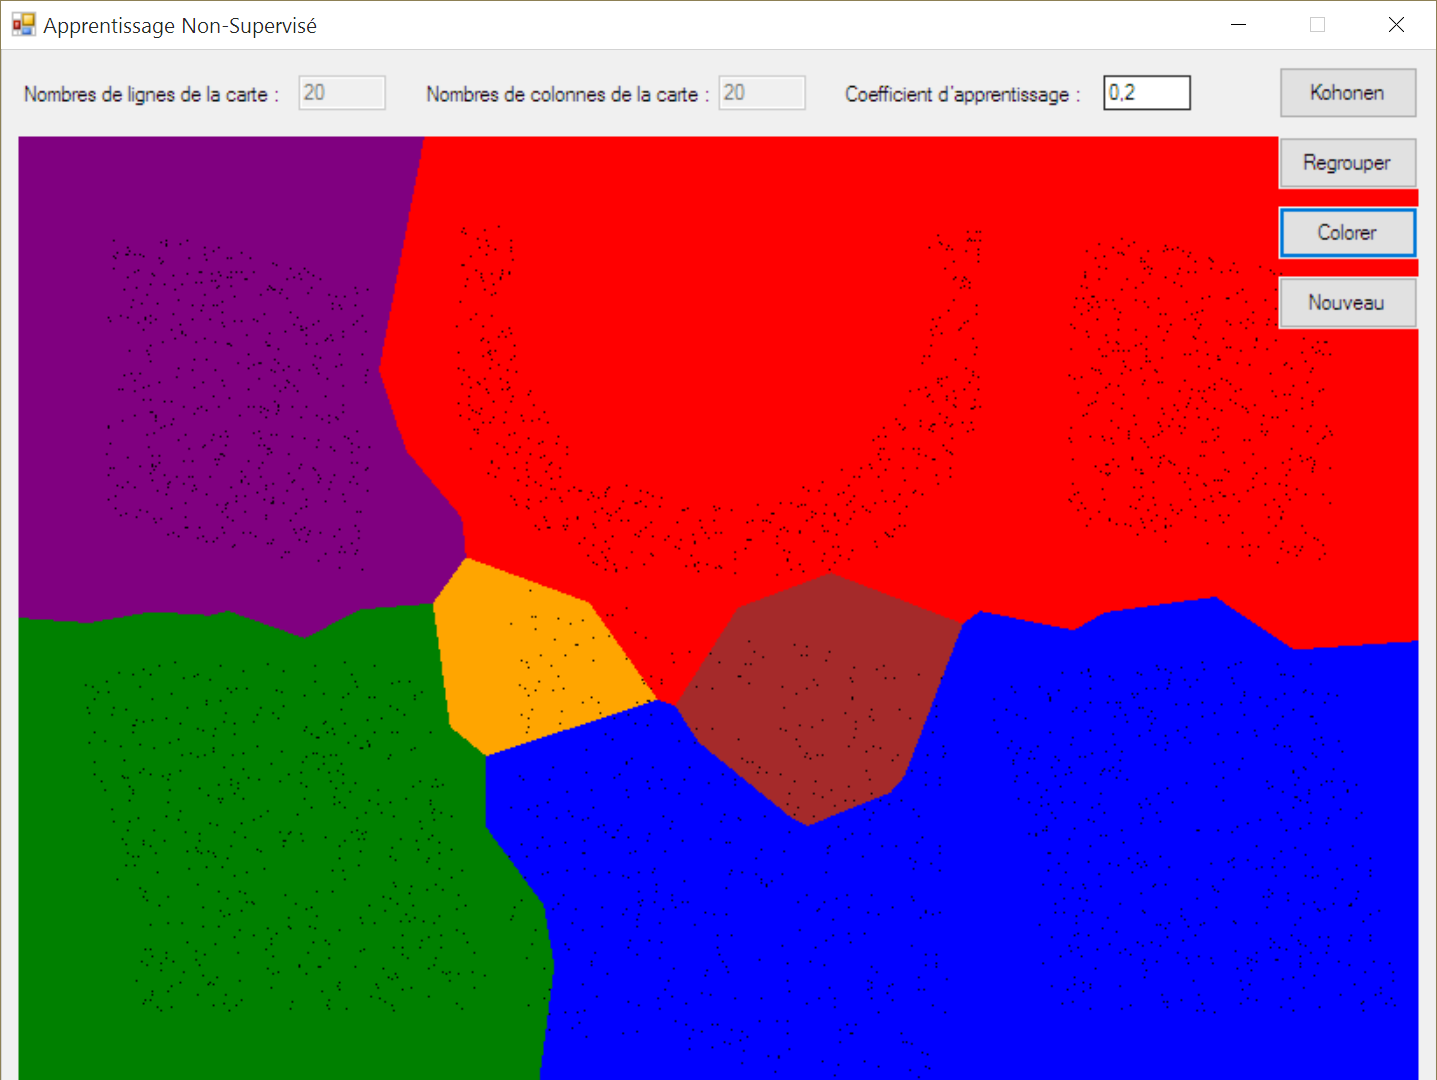 Apprentissage Non-Supervisé
Nombres de lignes de la carte : 20 Nombres de colonnes de la carte : 20 Coefficient d'apprentissage : 0,2 Kohonen
Regrouper
Colorer
Nouveau